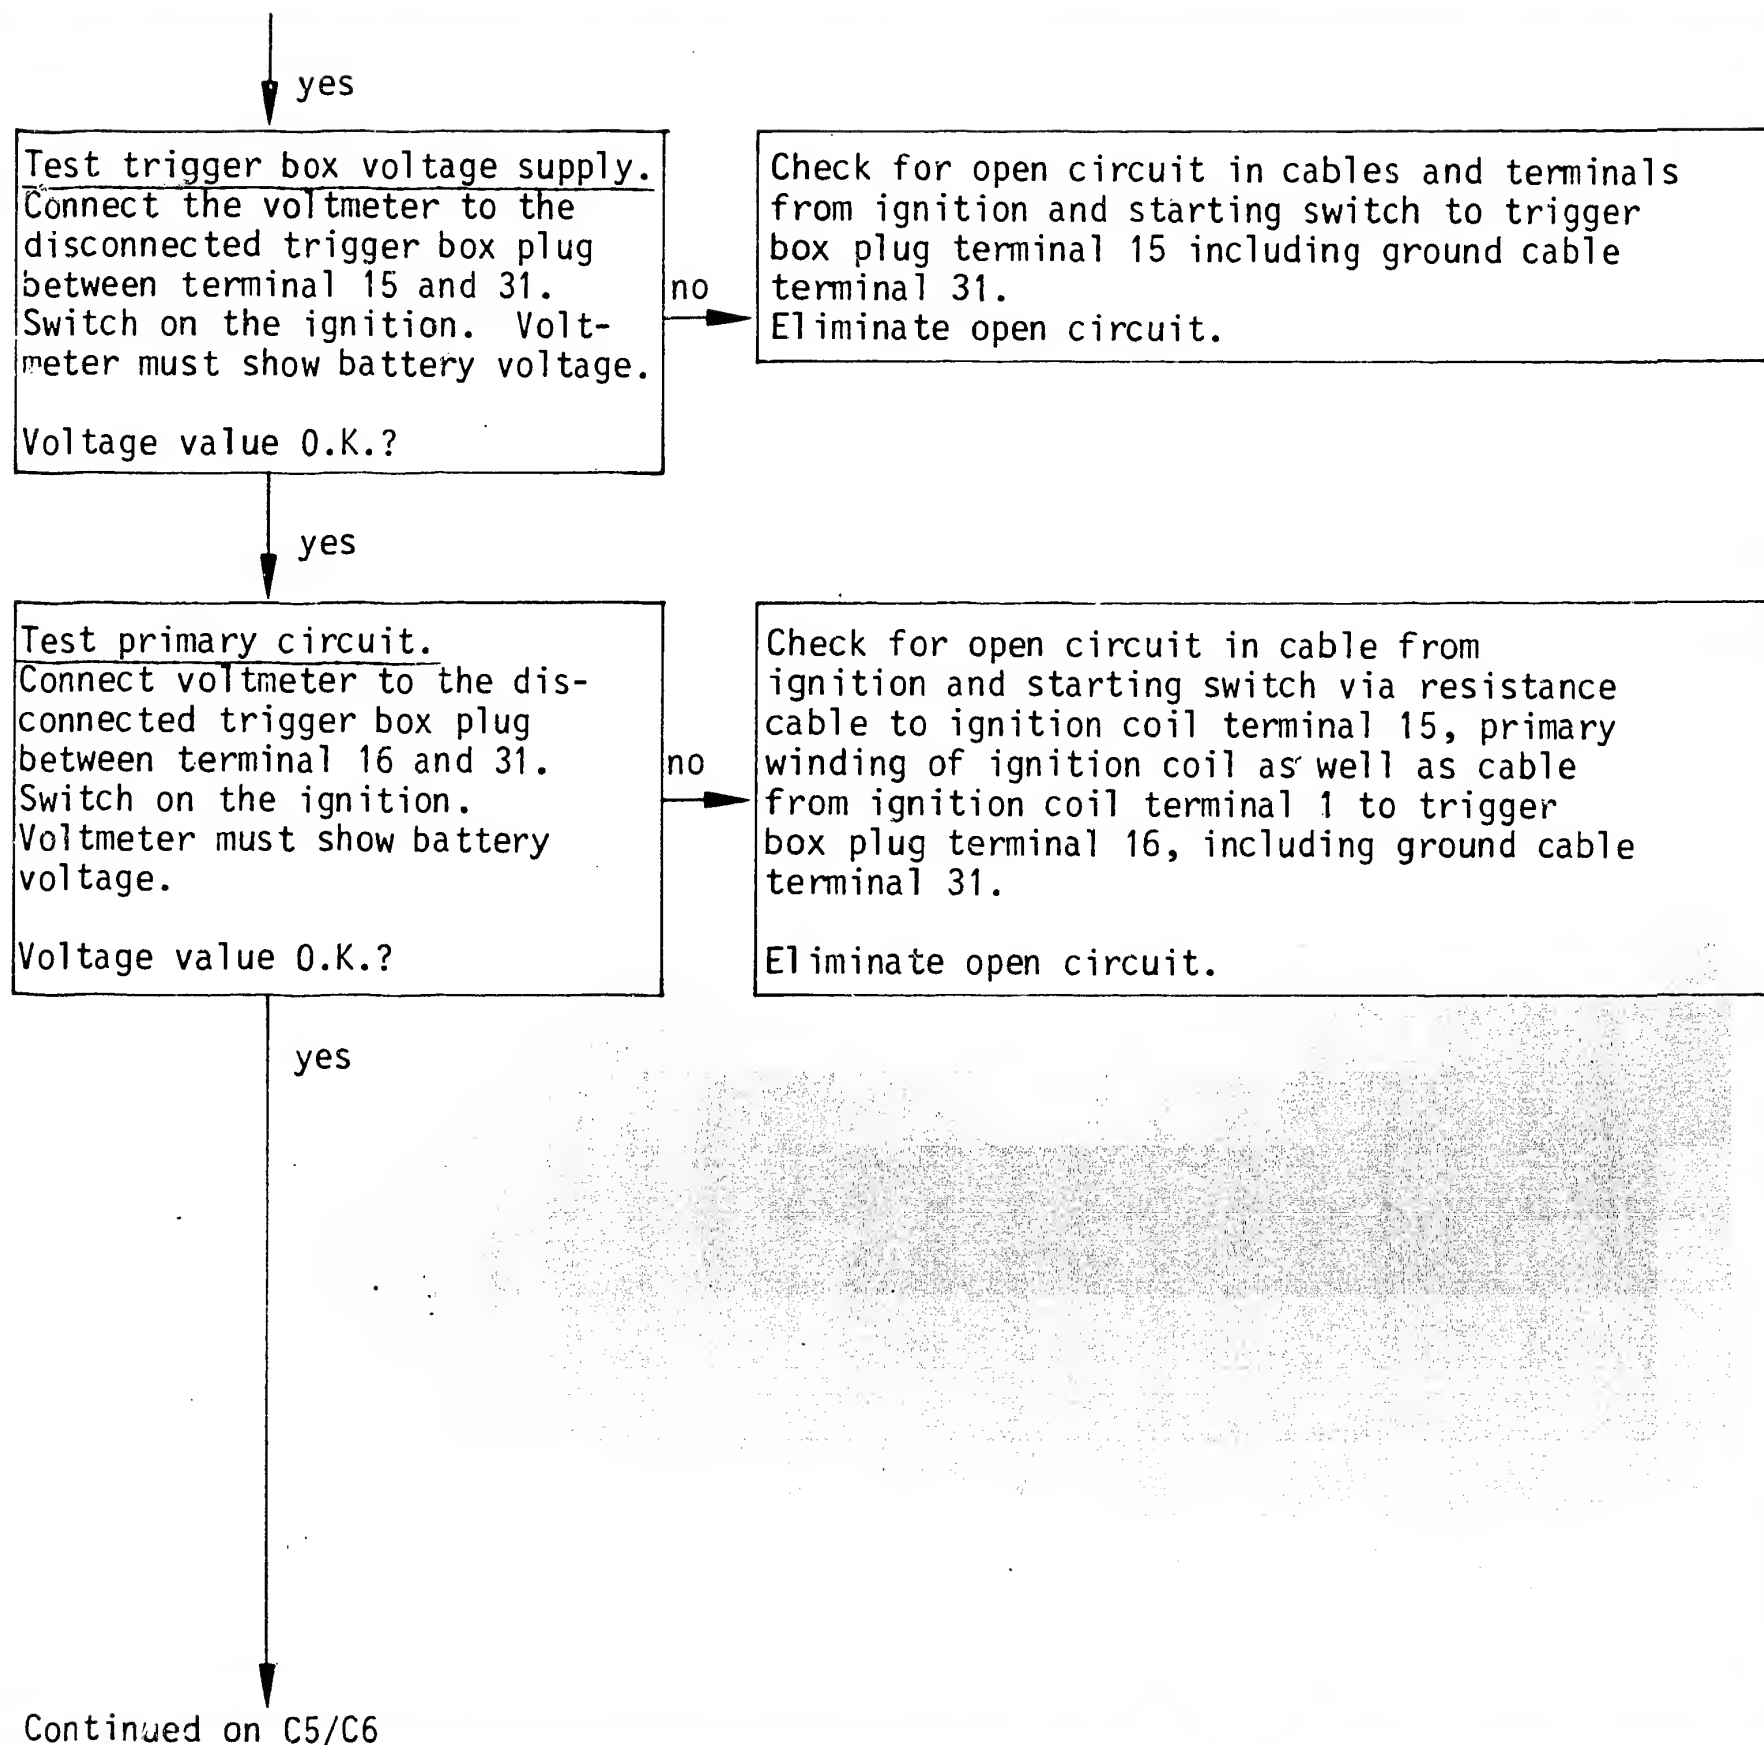 yes
Test trigger box voltage supply.
Connect the voltmeter to the
disconnected trigger box plug
between terminal 15 and 31.
Switch on the ignition. Volt-
meter must show battery voltage.
Voltage value O.K.?
no
Check for open circuit in cables and terminals
from ignition and starting switch to trigger
box plug terminal 15 including ground cable
terminal 31.
Eliminate open circuit.
yes
Test primary circuit.
Connect voltmeter to the dis-
connected trigger box plug
between terminal 16 and 31.
Switch on the ignition.
Voltmeter must show battery
voltage.
Voltage value O.K.?
no
Check for open circuit in cable from
ignition and starting switch via resistance
cable to ignition coil terminal 15, primary
winding of ignition coil as well as cable
from ignition coil terminal 1 to trigger
box plug terminal 16, including ground cable
terminal 31.
Eliminate open circuit.
yes
Continued on C5/C6